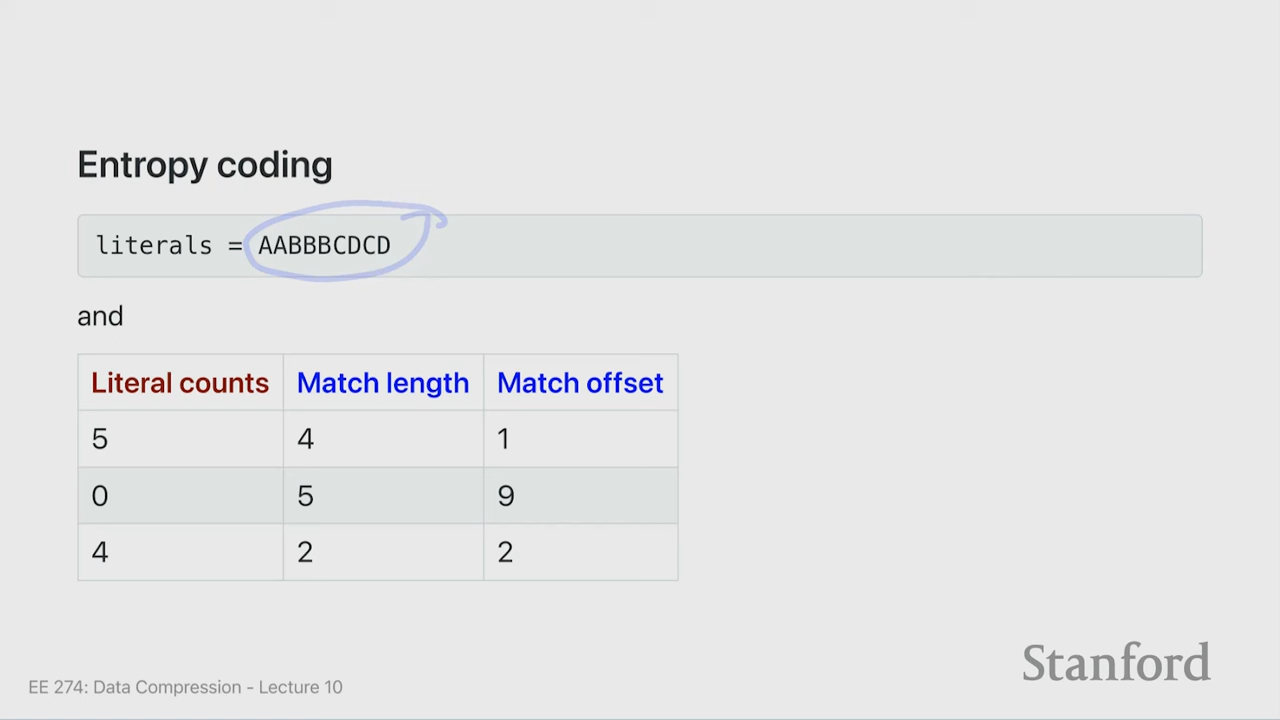 Entropy coding
literals = AABBBCDCD
and
Literal counts Match length Match offset
5 4 1
0 5 9
4 2 2
Stanford
EE 274: Data Compression - Lecture 10